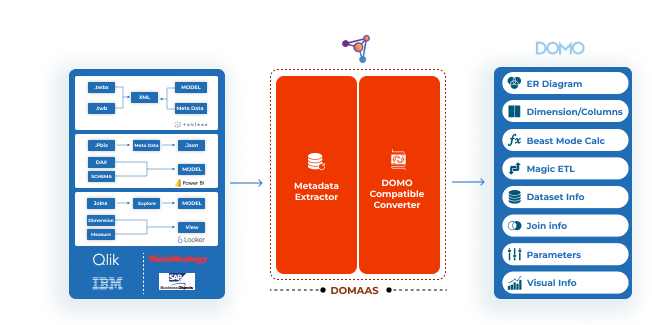 .twbx
.twb
XML
MODEL
Meta Data
tableau
.Pbix
Meta Data
.Json
DAX
SCHEMA
MODEL
Power BI
Joins
Explore
MODEL
Dimension
Measure
View
Looker
Qlik
MicroStrategy
IBM
SAP
BusinessObjects
Metadata
Extractor
DOMO
Compatible
Converter
DOMAAS
DOMO
ER Diagram
Dimension/Columns
fx
Beast Mode Calc
Magic ETL
Dataset Info
Join info
Parameters
Visual Info